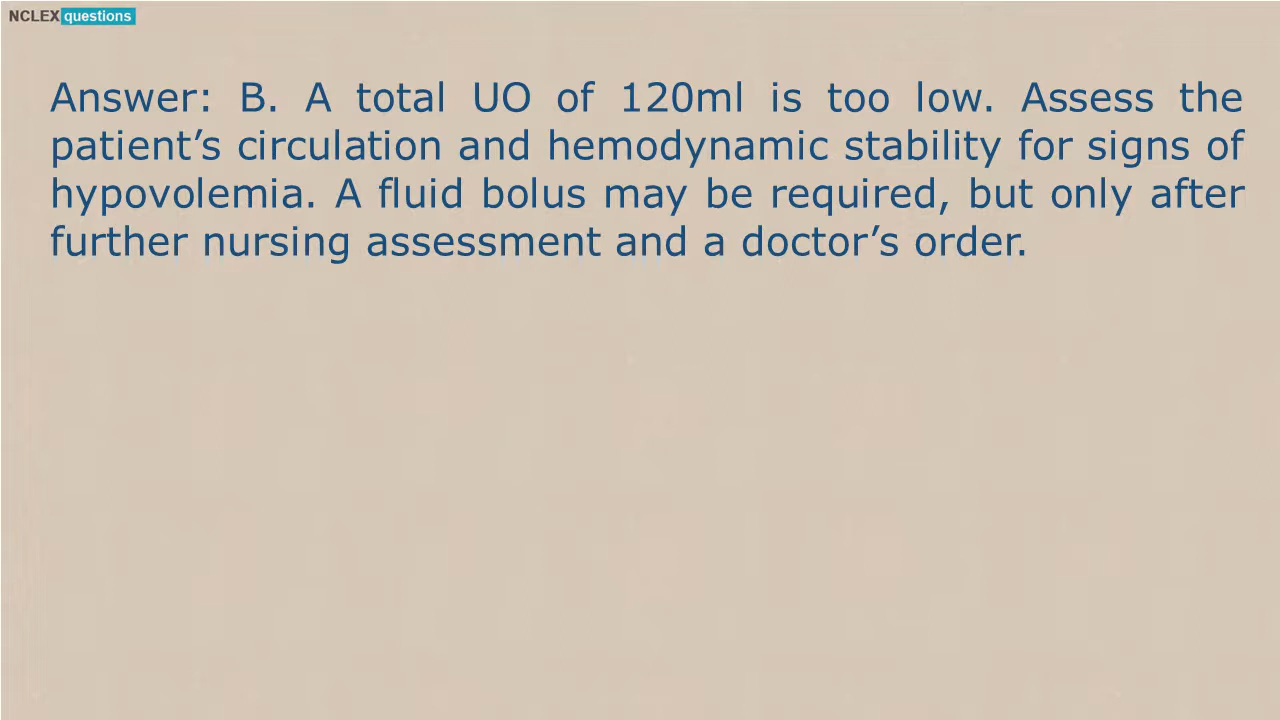 NCLEX questions
Answer: B. A total UO of 120ml is too low. Assess the
patient’s circulation and hemodynamic stability for signs of
hypovolemia. A fluid bolus may be required, but only after
further nursing assessment and a doctor’s order.